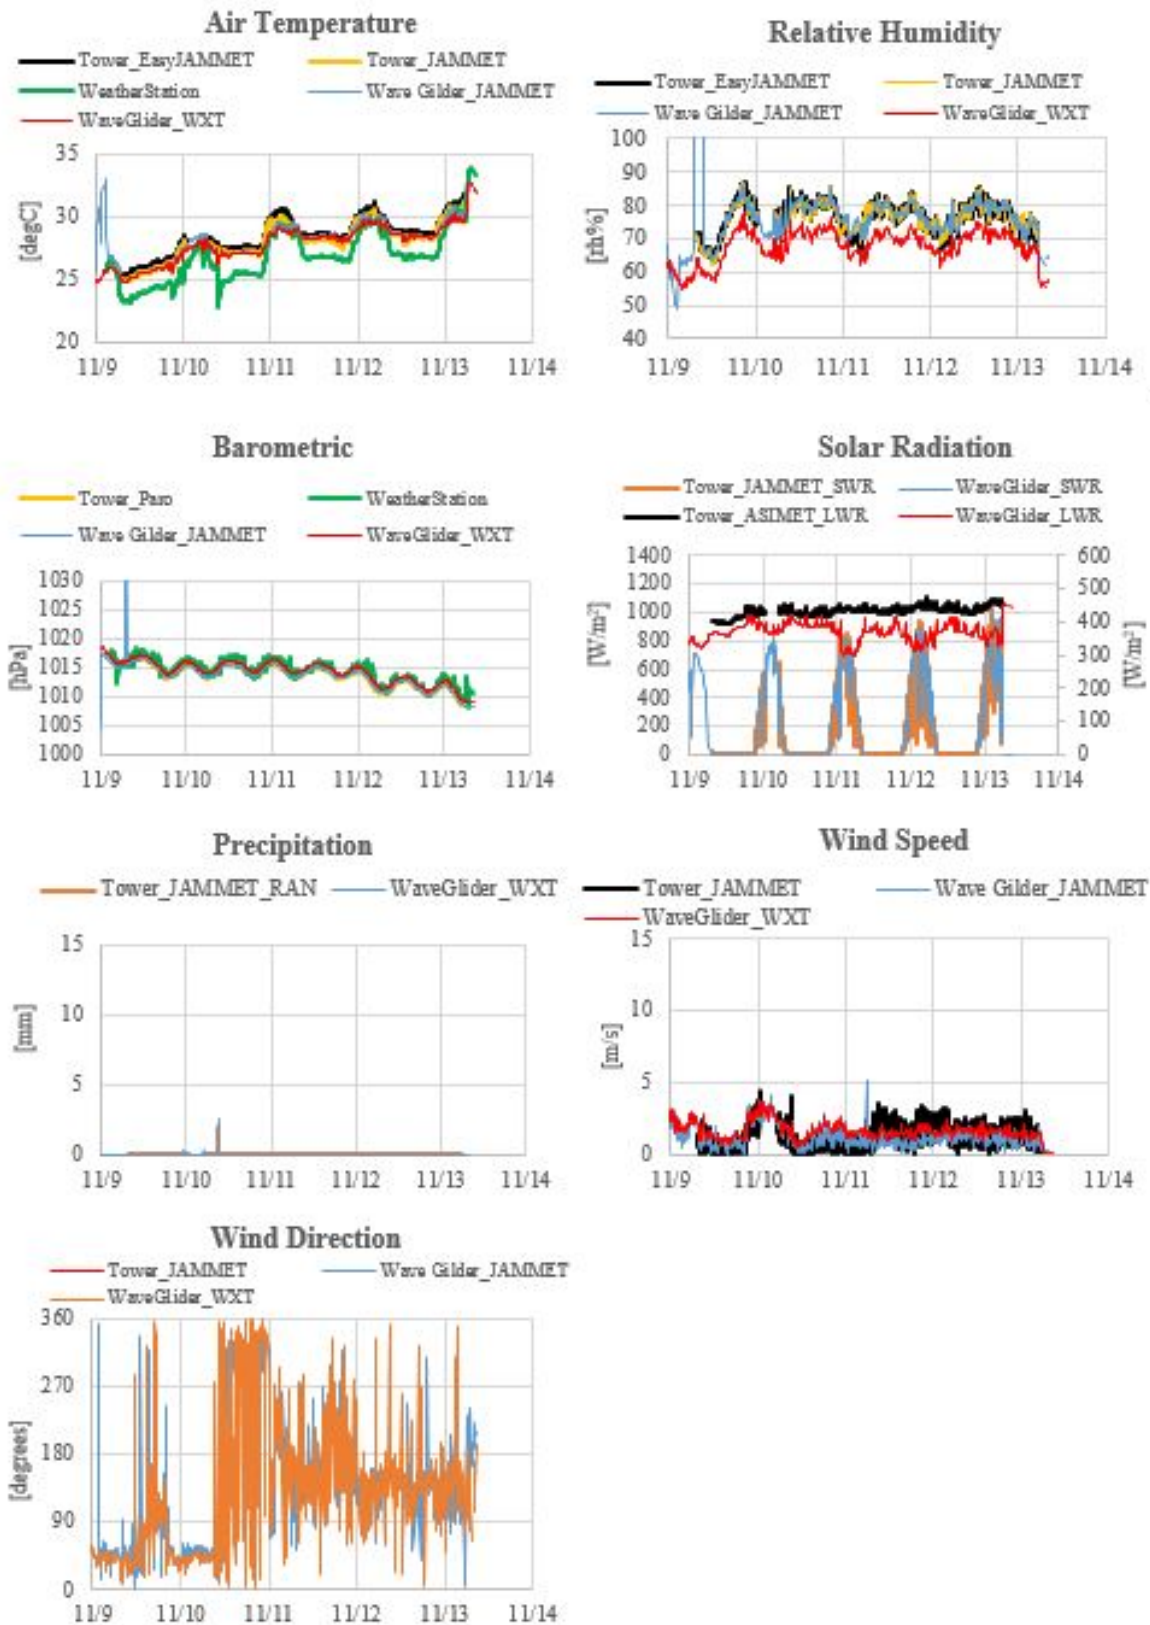 Air Temperature
Tower_EasyJAMMET Tower_JAMMET
WeatherStation Wave Gilder_JAMMET
WaveGlider_WXT
35
30
25
20
[degC]
11/9 11/10 11/11 11/12 11/13 11/14
Relative Humidity
Tower_EasyJAMMET Tower_JAMMET
Wave Gilder_JAMMET WaveGlider_WXT
100
90
80
70
60
50
40
[rh%]
11/9 11/10 11/11 11/12 11/13 11/14
Barometric
Tower_Paro WeatherStation
Wave Gilder_JAMMET WaveGlider_WXT
1030
1025
1020
1015
1010
1005
1000
[hPa]
11/9 11/10 11/11 11/12 11/13 11/14
Solar Radiation
Tower_JAMMET_SWR WaveGlider_SWR
Tower_ASIMET_LWR WaveGlider_LWR
1400 600
1200 500
1000 400
800 300
600 200
400 100
200 0
0
[W/m²] [W/m²]
11/9 11/10 11/11 11/12 11/13 11/14
Precipitation
Tower_JAMMET_RAN WaveGlider_WXT
15
10
5
0
[mm]
11/9 11/10 11/11 11/12 11/13 11/14
Wind Speed
Tower_JAMMET Wave Gilder_JAMMET
WaveGlider_WXT
15
10
5
0
[m/s]
11/9 11/10 11/11 11/12 11/13 11/14
Wind Direction
Tower_JAMMET Wave Gilder_JAMMET
WaveGlider_WXT
360
270
180
90
0
[degrees]
11/9 11/10 11/11 11/12 11/13 11/14